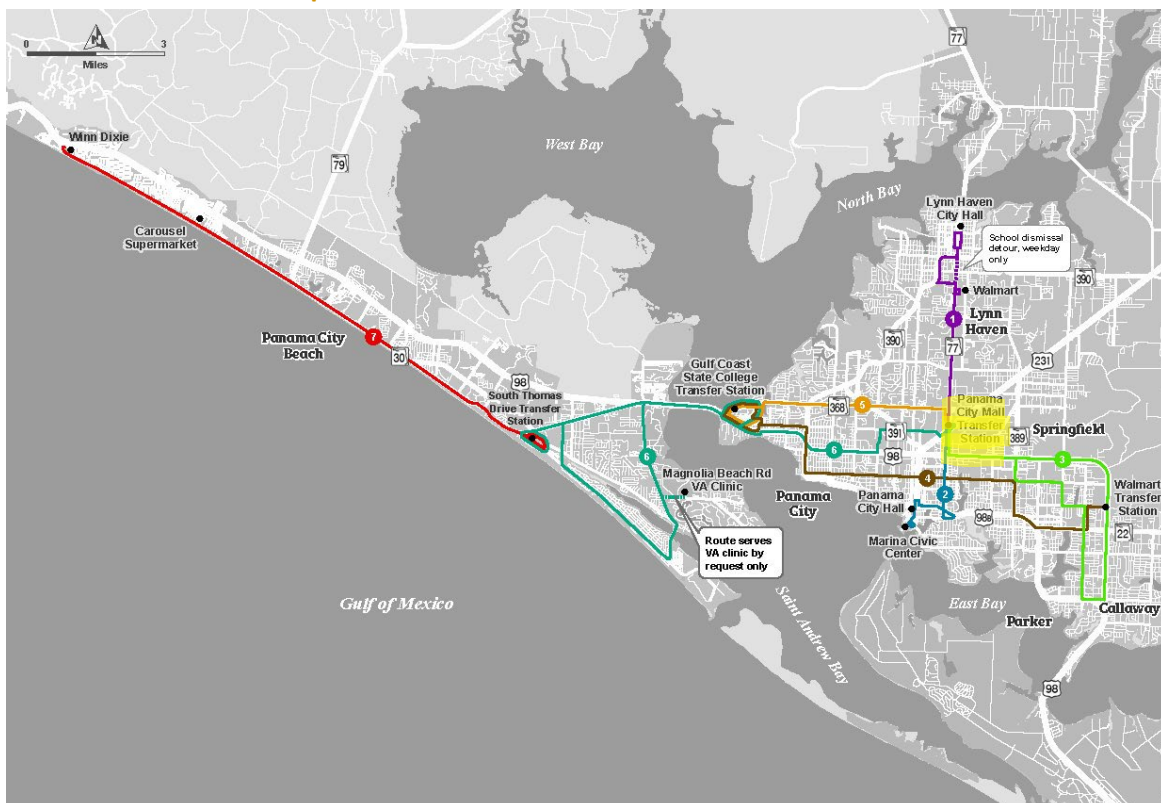 0 3
N
Miles
77
Winn Dixie
79
West Bay
Carousel
Supermarket
North Bay
Lynn Haven
City Hall
School dismissal
detour, weekday
only
390
Walmart
1
Lynn
Haven
Panama City
Beach
7
30
390
77
231
98
Gulf Coast
State College
Transfer Station
South Thomas
Drive Transfer
Station
368
5
Panama
City Mall
Transfer
Station
389
Springfield
391
6
98
3
6
Magnolia Beach Rd
VA Clinic
4
Panama
City
Panama
City Hall
2
98B
Walmart
Transfer
Station
22
Marina Civic
Center
Route serves
VA clinic by
request only
Gulf of Mexico
Saint Andrew Bay
East Bay
Callaway
Parker
98